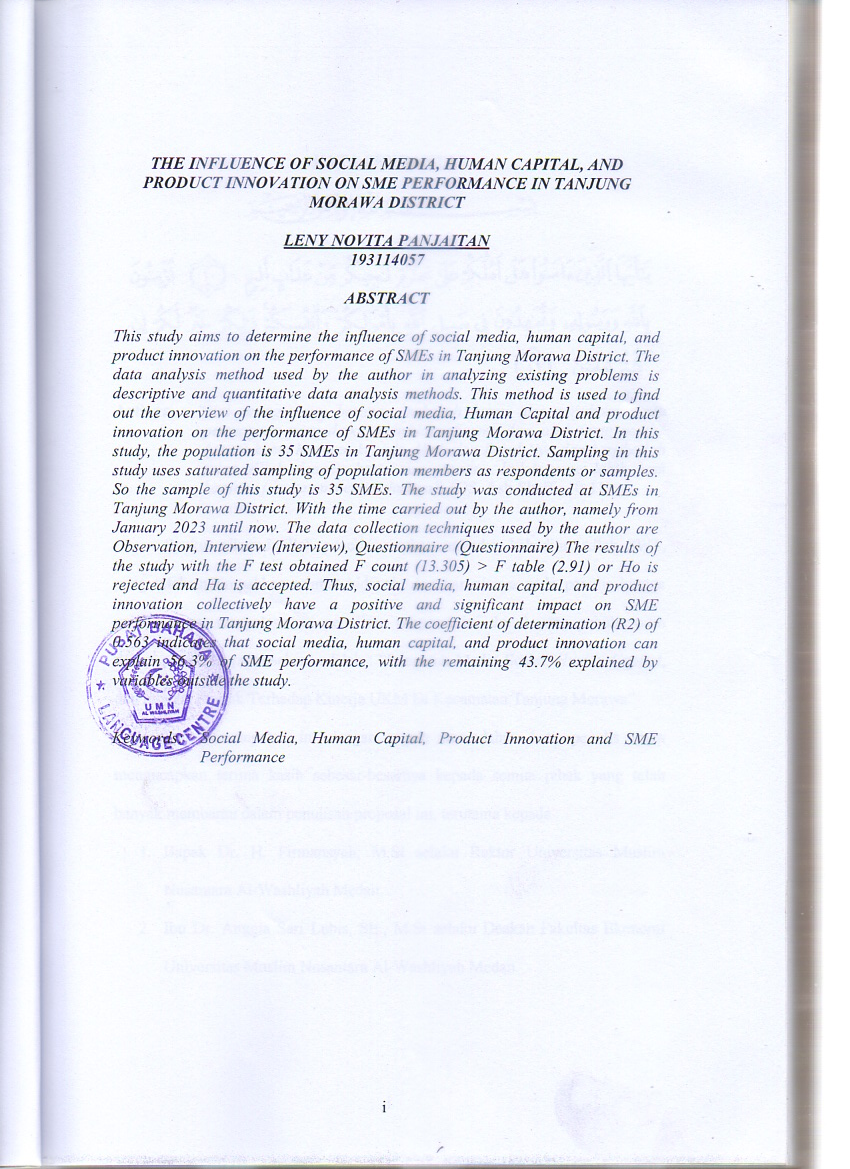 THE INFLUENCE OF SOCIAL MEDIA, HUMAN CAPITAL, AND
PRODUCT INNOVATION ON SME PERFORMANCE IN TANJUNG
MORAWA DISTRICT
LENY NOVITA PANJAITAN
193114057
ABSTRACT
This study aims to determine the influence of social media, human capital, and
product innovation on the performance of SMEs in Tanjung Morawa District. The
data analysis method used by the author in analyzing existing problems is
descriptive and quantitative data analysis methods. This method is used to find
out the overview of the influence of social media, Human Capital and product
innovation on the performance of SMEs in Tanjung Morawa District. In this
study, the population is 35 SMEs in Tanjung Morawa District. Sampling in this
study uses saturated sampling of population members as respondents or samples.
So the sample of this study is 35 SMEs. The study was conducted at SMEs in
Tanjung Morawa District. With the time carried out by the author, namely from
January 2023 until now. The data collection techniques used by the author are
Observation, Interview (Interview), Questionnaire (Questionnaire) The results of
the study with the F test obtained F count (13.305) > F table (2.91) or Ho is
rejected and Ha is accepted. Thus, social media, human capital, and product
innovation collectively have a positive and significant impact on SME
performance in Tanjung Morawa District. The coefficient of determination (R2) of
0.563 indicates that social media, human capital, and product innovation can
explain 56.3% of SME performance, with the remaining 43.7% explained by
variables outside the study.
PUSAT BAHASA
UMN
AL WASHLIYAH
LANGUAGE CENTRE
Keywords : Social Media, Human Capital, Product Innovation and SME
Performance
i